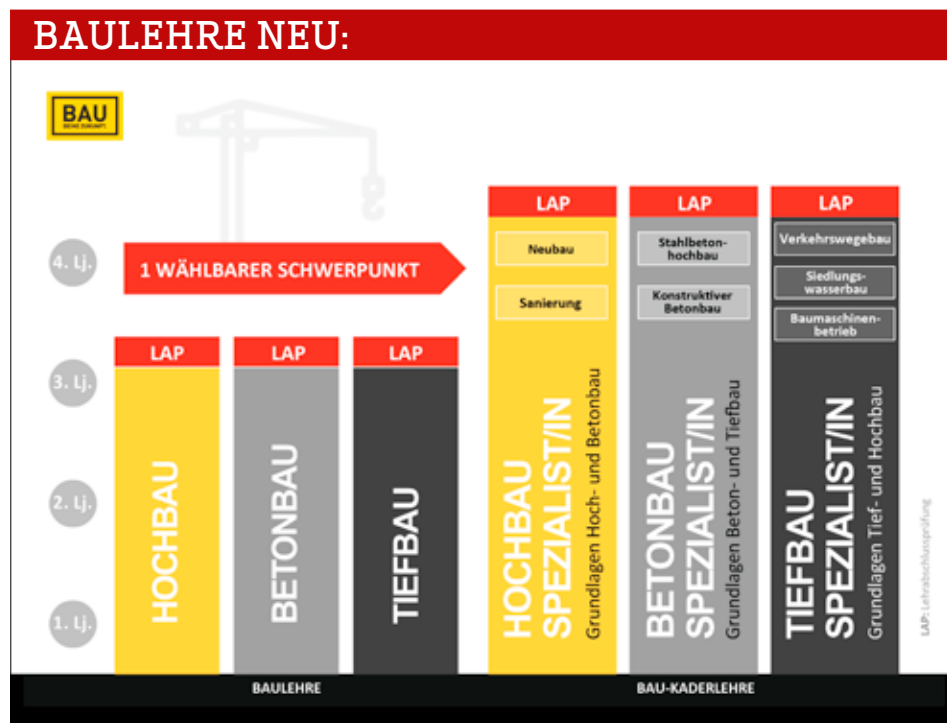 BAULEHRE NEU:
BAU
DEINE ZUKUNFT!
4. Lj.
3. Lj.
2. Lj.
1. Lj.
1 WÄHLBARER SCHWERPUNKT
LAP
HOCHBAU
LAP
BETONBAU
LAP
TIEFBAU
BAULEHRE
LAP
Neubau
Sanierung
HOCHBAU
SPEZIALIST/IN
Grundlagen Hoch- und Betonbau
LAP
Stahlbeton-
hochbau
Konstruktiver
Betonbau
BETONBAU
SPEZIALIST/IN
Grundlagen Beton- und Tiefbau
LAP
Verkehrswegebau
Siedlungs-
wasserbau
Baumaschinen-
betrieb
TIEFBAU
SPEZIALIST/IN
Grundlagen Tief- und Hochbau
BAU-KADERLEHRE
LAP: Lehrabschlussprüfung